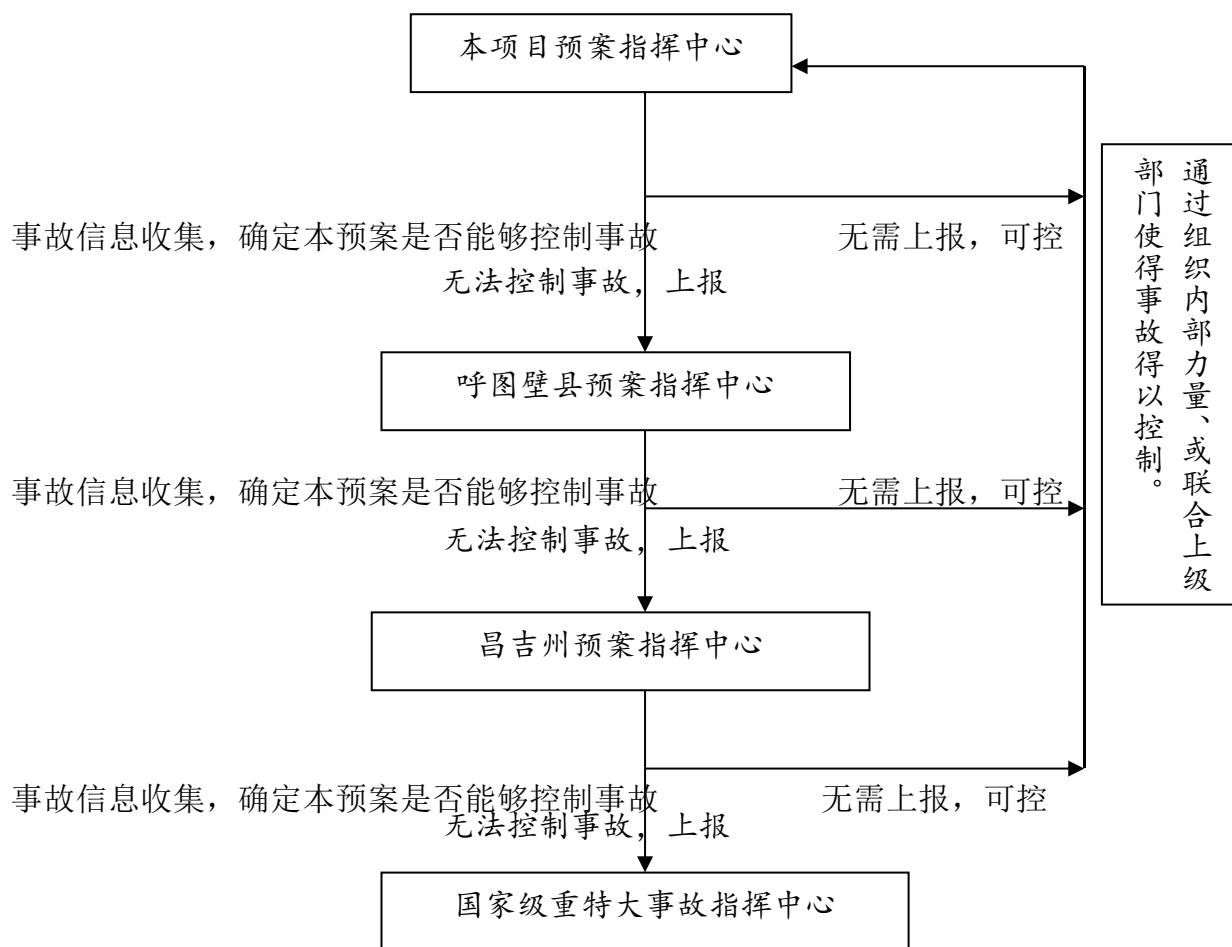 本项目预案指挥中心
事故信息收集，确定本预案是否能够控制事故
无需上报，可控
无法控制事故，上报
呼图壁县预案指挥中心
事故信息收集，确定本预案是否能够控制事故
无需上报，可控
无法控制事故，上报
昌吉州预案指挥中心
事故信息收集，确定本预案是否能够控制事故
无需上报，可控
无法控制事故，上报
国家级重特大事故指挥中心
通过组织内部力量、或联合上级
部门使得事故得以控制。